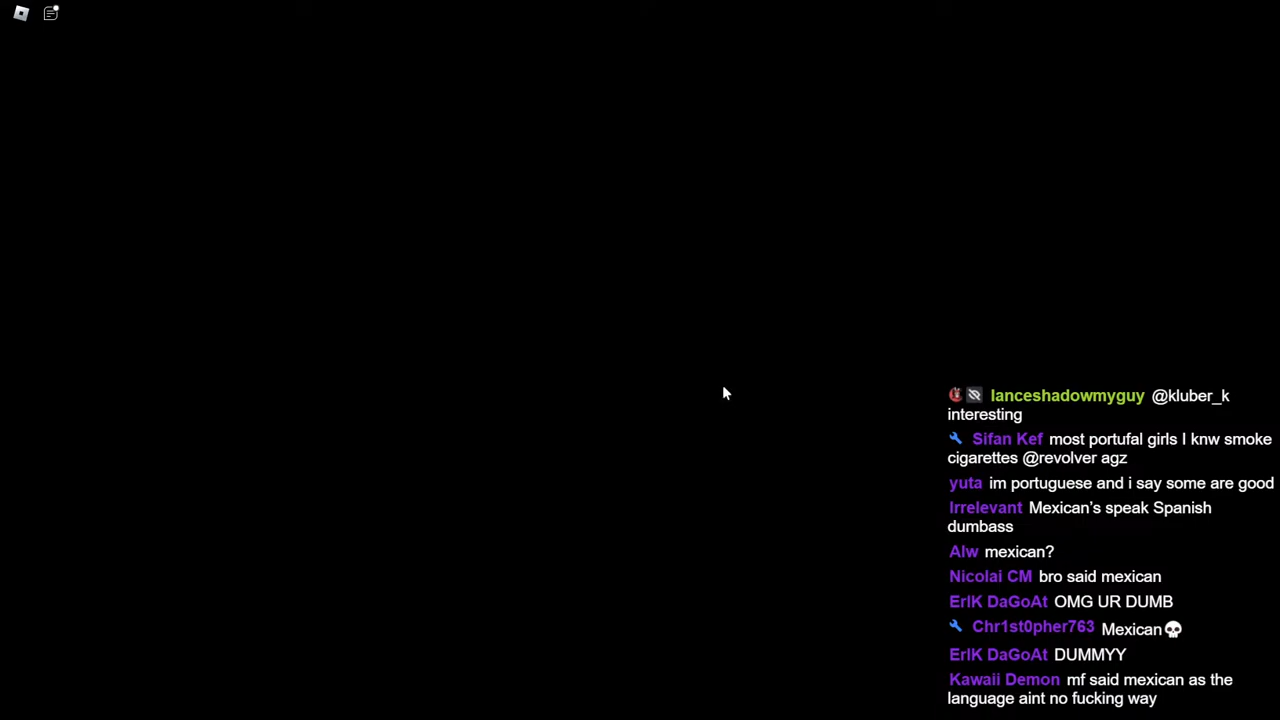 lanceshadowmyguy @kluber_k
interesting
Sifan Kef most portufal girls I knw smoke
cigarettes @revolver agz
yuta im portuguese and i say some are good
Irrelevant Mexican’s speak Spanish
dumbass
Alw mexican?
Nicolai CM bro said mexican
ErIK DaGoAt OMG UR DUMB
Chr1st0pher763 Mexican💀
ErIK DaGoAt DUMMYY
Kawaii Demon mf said mexican as the
language aint no fucking way